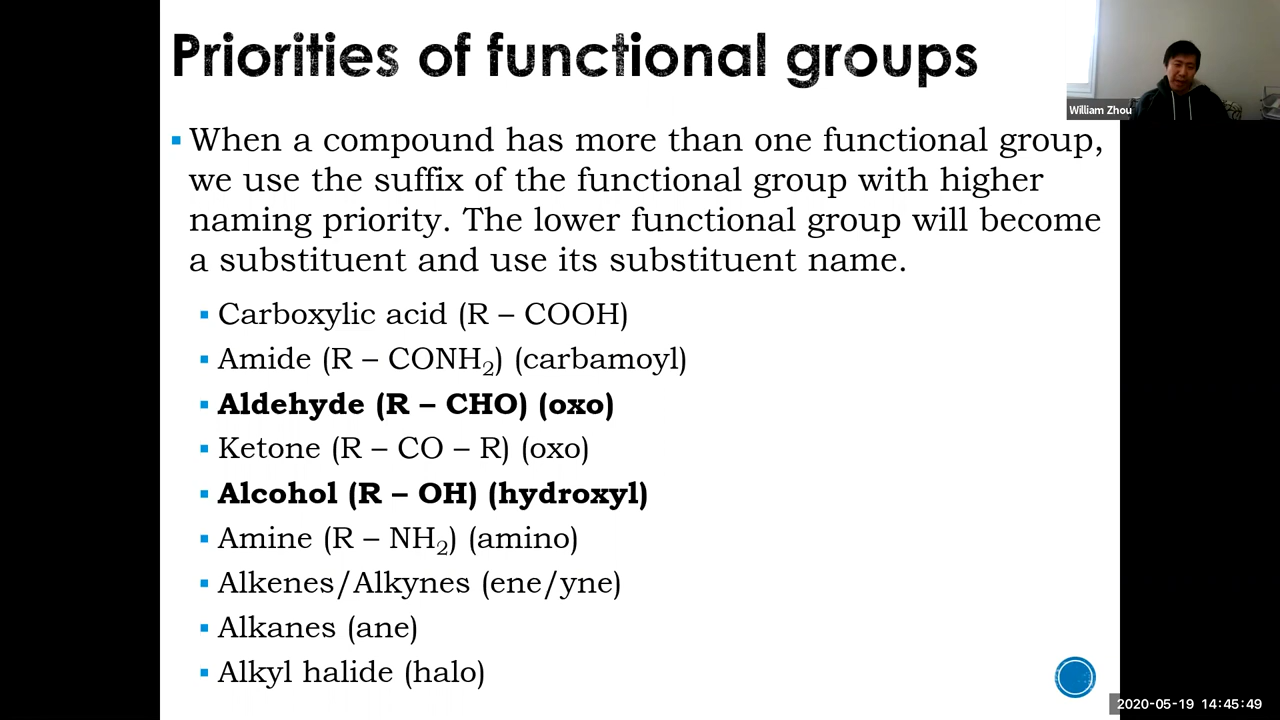 Priorities of functional groups
William Zhou
▪ When a compound has more than one functional group,
we use the suffix of the functional group with higher
naming priority. The lower functional group will become
a substituent and use its substituent name.
▪ Carboxylic acid (R – COOH)
▪ Amide (R – CONH₂) (carbamoyl)
▪ Aldehyde (R – CHO) (oxo)
▪ Ketone (R – CO – R) (oxo)
▪ Alcohol (R – OH) (hydroxyl)
▪ Amine (R – NH₂) (amino)
▪ Alkenes/Alkynes (ene/yne)
▪ Alkanes (ane)
▪ Alkyl halide (halo)
2020-05-19 14:45:49